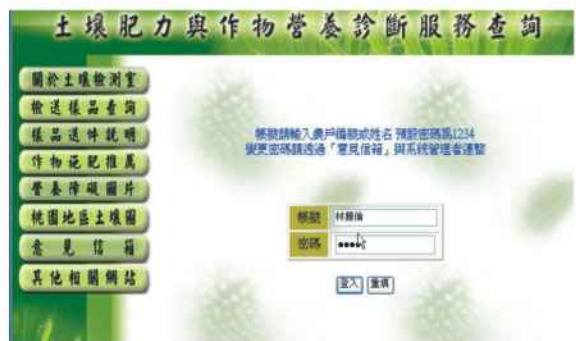 土壤肥力與作物營養診斷服務查詢
關於土壤檢測室
檢送樣品查詢
樣品送件說明
作物施肥推薦
營養障礙圖片
桃園地區土壤圖
意見信箱
其他相關網站
帳號請輸入農戶編號或姓名 預設密碼為1234
變更密碼請透過「意見信箱」與系統管理者連繫
帳號
密碼
登入 重填